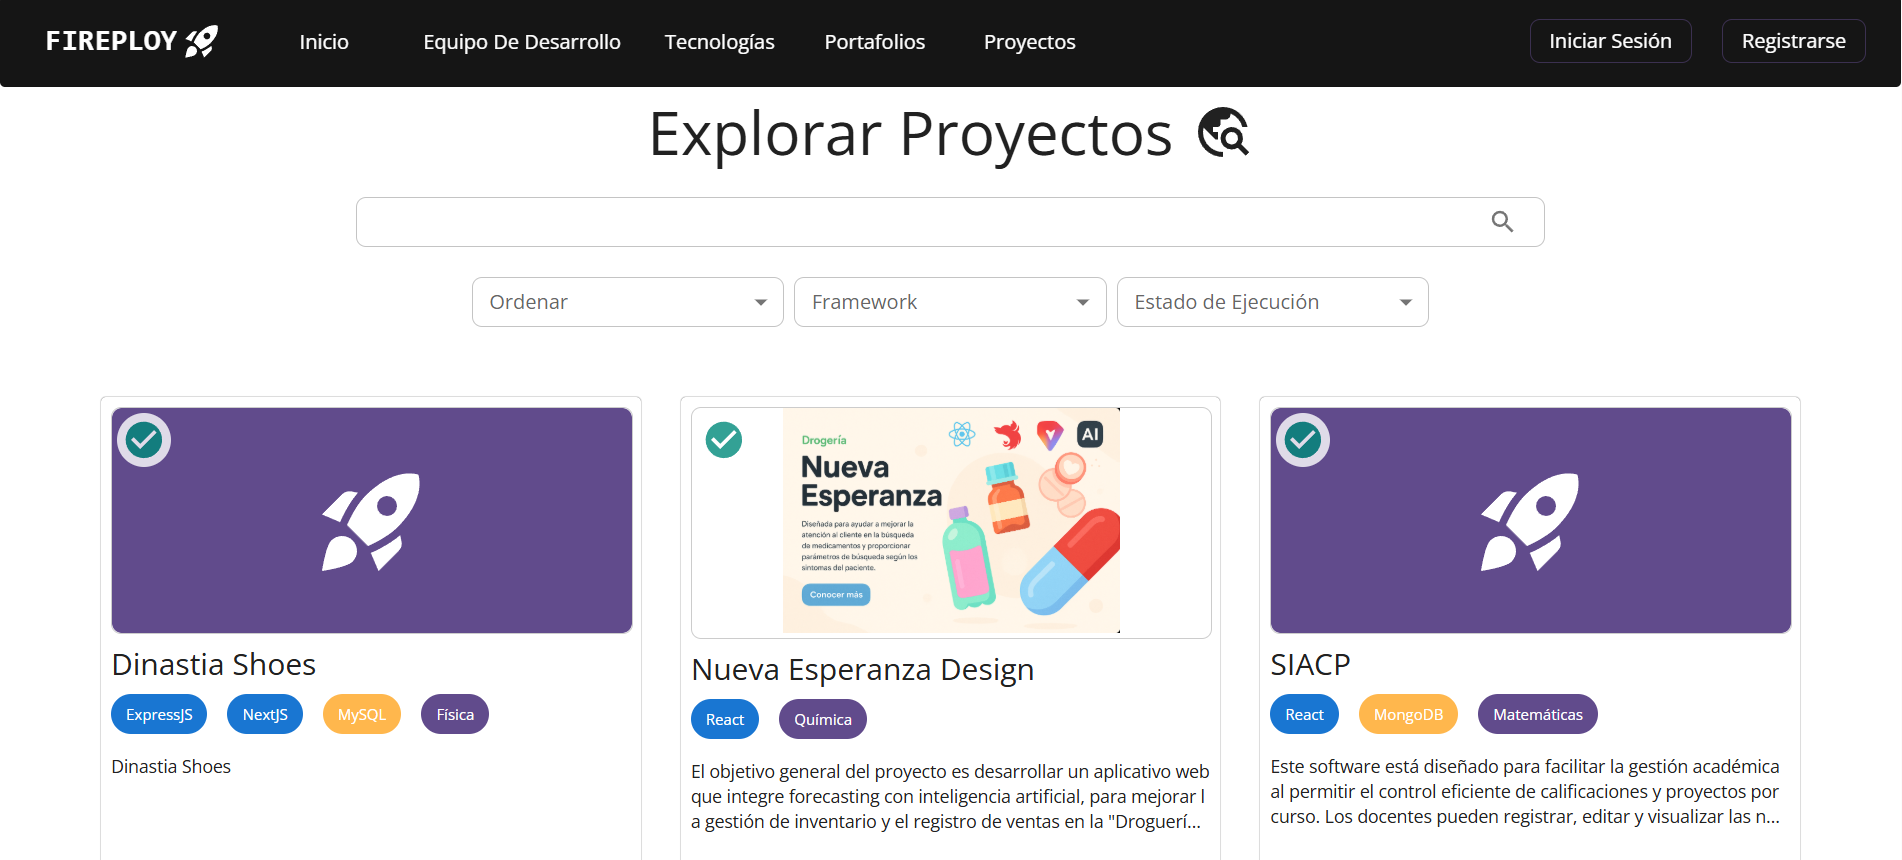 FIREPLOY
Inicio
Equipo De Desarrollo
Tecnologías
Portafolios
Proyectos
Iniciar Sesión
Registrarse
Explorar Proyectos
Ordenar
Framework
Estado de Ejecución
Dinastia Shoes
ExpressJS
NextJS
MySQL
Física
Dinastia Shoes
Drogería
Nueva
Esperanza
Diseñada para ayudar a mejorar la
atención al cliente en la búsqueda
de medicamentos y proporcionar
parámetros de búsqueda según los
sintomas del paciente.
Conocer más
AI
Nueva Esperanza Design
React
Química
El objetivo general del proyecto es desarrollar un aplicativo web
que integre forecasting con inteligencia artificial, para mejorar l
a gestión de inventario y el registro de ventas en la "Droguerí...
SIACP
React
MongoDB
Matemáticas
Este software está diseñado para facilitar la gestión académica
al permitir el control eficiente de calificaciones y proyectos por
curso. Los docentes pueden registrar, editar y visualizar las n...